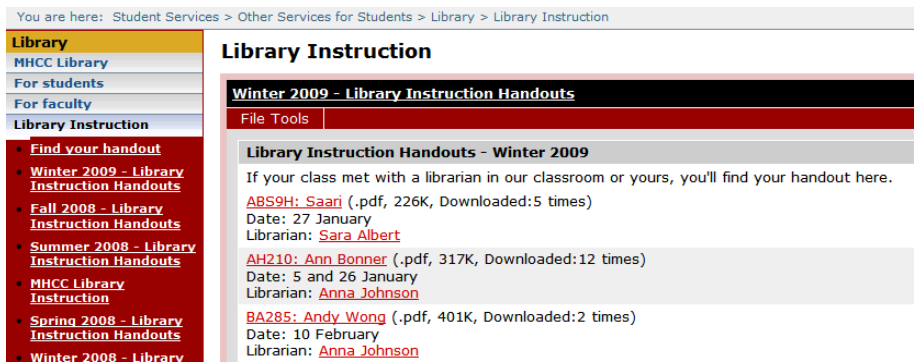 You are here: Student Services > Other Services for Students > Library > Library Instruction
Library
MHCC Library
For students
For faculty
Library Instruction
Find your handout
Winter 2009 - Library
Instruction Handouts
Fall 2008 - Library
Instruction Handouts
Summer 2008 - Library
Instruction Handouts
MHCC Library
Instruction
Spring 2008 - Library
Instruction Handouts
Winter 2008 - Library
Library Instruction
Winter 2009 - Library Instruction Handouts
File Tools
Library Instruction Handouts - Winter 2009
If your class met with a librarian in our classroom or yours, you'll find your handout here.
ABS9H: Saari (.pdf, 226K, Downloaded:5 times)
Date: 27 January
Librarian: Sara Albert
AH210: Ann Bonner (.pdf, 317K, Downloaded:12 times)
Date: 5 and 26 January
Librarian: Anna Johnson
BA285: Andy Wong (.pdf, 401K, Downloaded:2 times)
Date: 10 February
Librarian: Anna Johnson